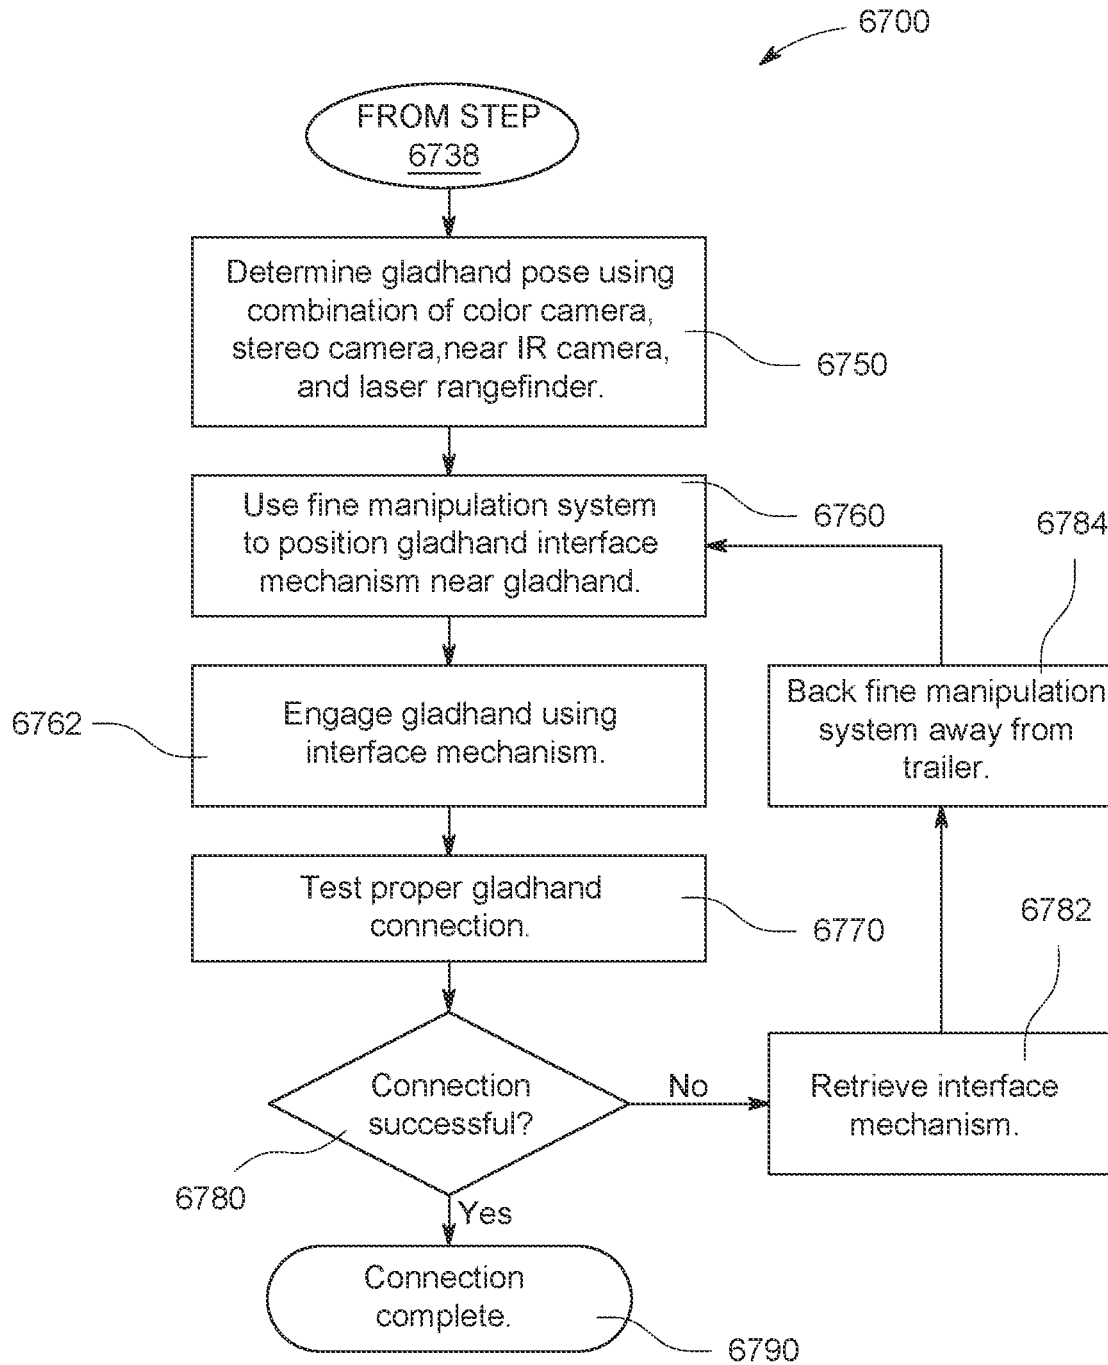 6700
FROM STEP
6738
Determine gladhand pose using
combination of color camera,
stereo camera,near IR camera,
and laser rangefinder.
6750
Use fine manipulation system
to position gladhand interface
mechanism near gladhand.
6760
6784
Back fine manipulation
system away from
trailer.
6762
Engage gladhand using
interface mechanism.
Test proper gladhand
connection.
6770
6782
Connection
successful?
No
Retrieve interface
mechanism.
6780
Yes
Connection
complete.
6790